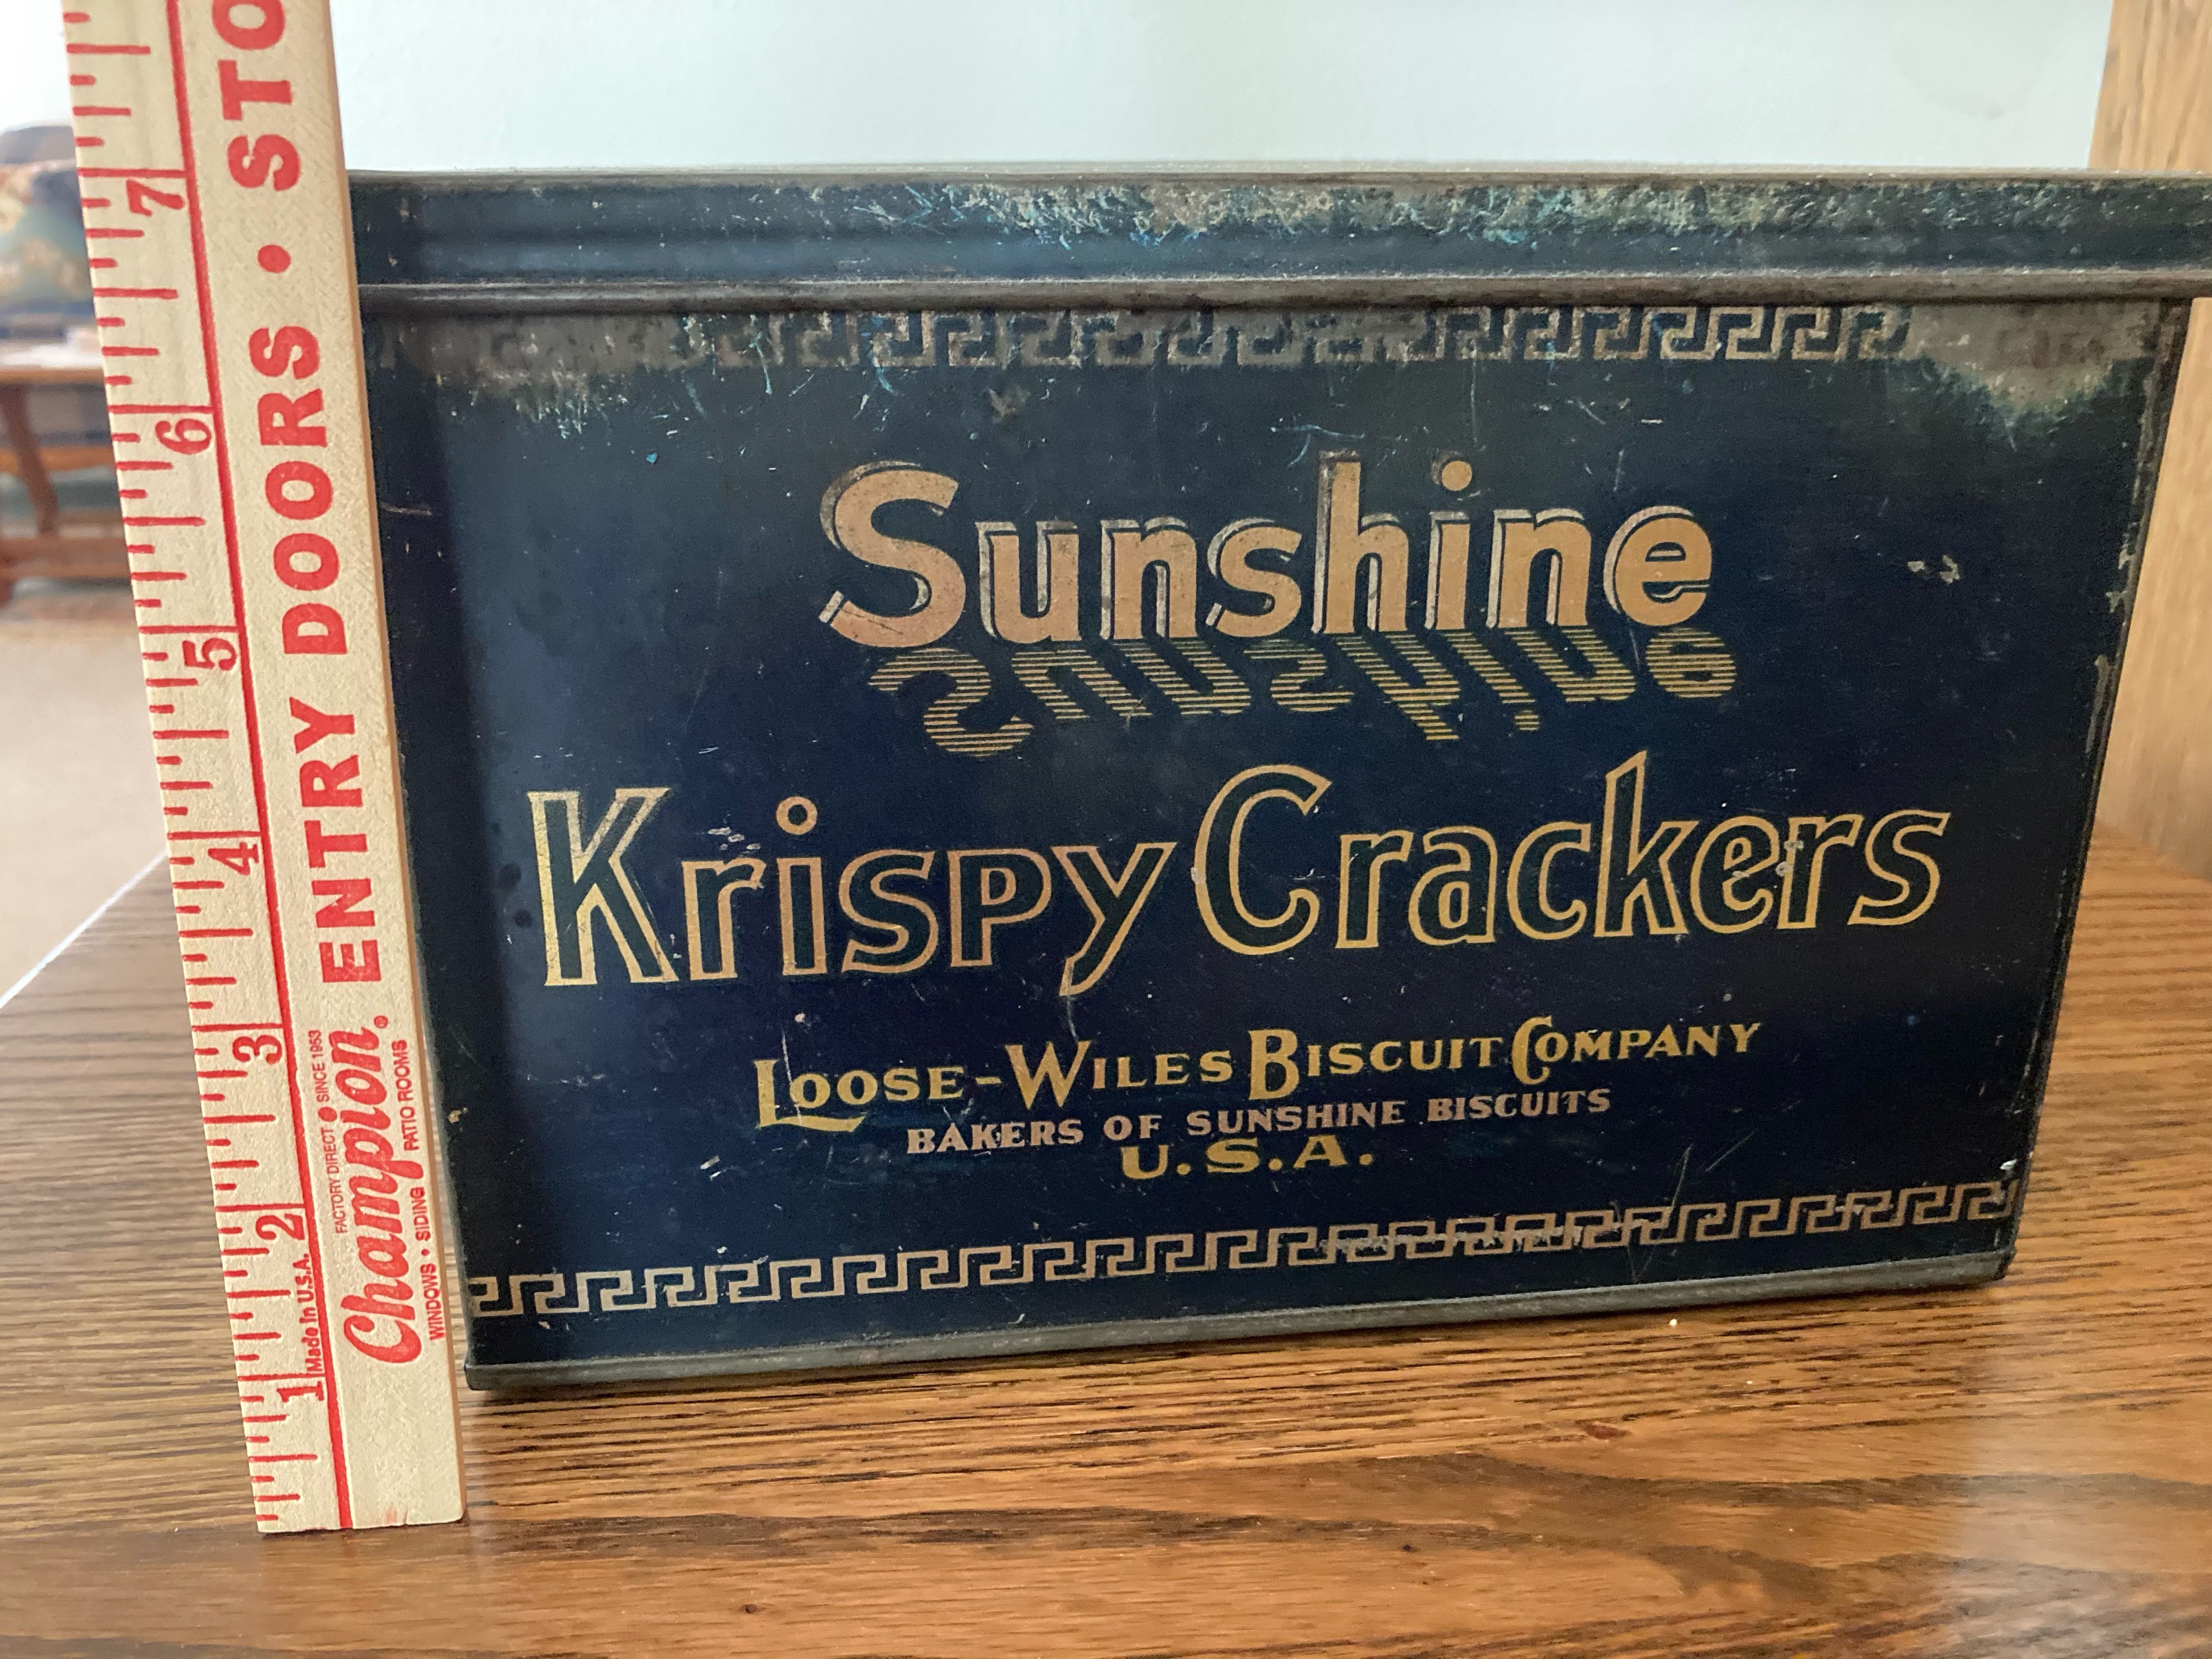 Sunshine
Sunshine
Krispy Crackers
LOOSE-WILES BISCUIT COMPANY
BAKERS OF SUNSHINE BISCUITS
U.S.A.
7
6
5
4
3
2
1
Made In U.S.A.
FACTORY DIRECT SINCE 1953
Champion®
WINDOWS • SIDING PATIO ROOMS
ENTRY DOORS • STO